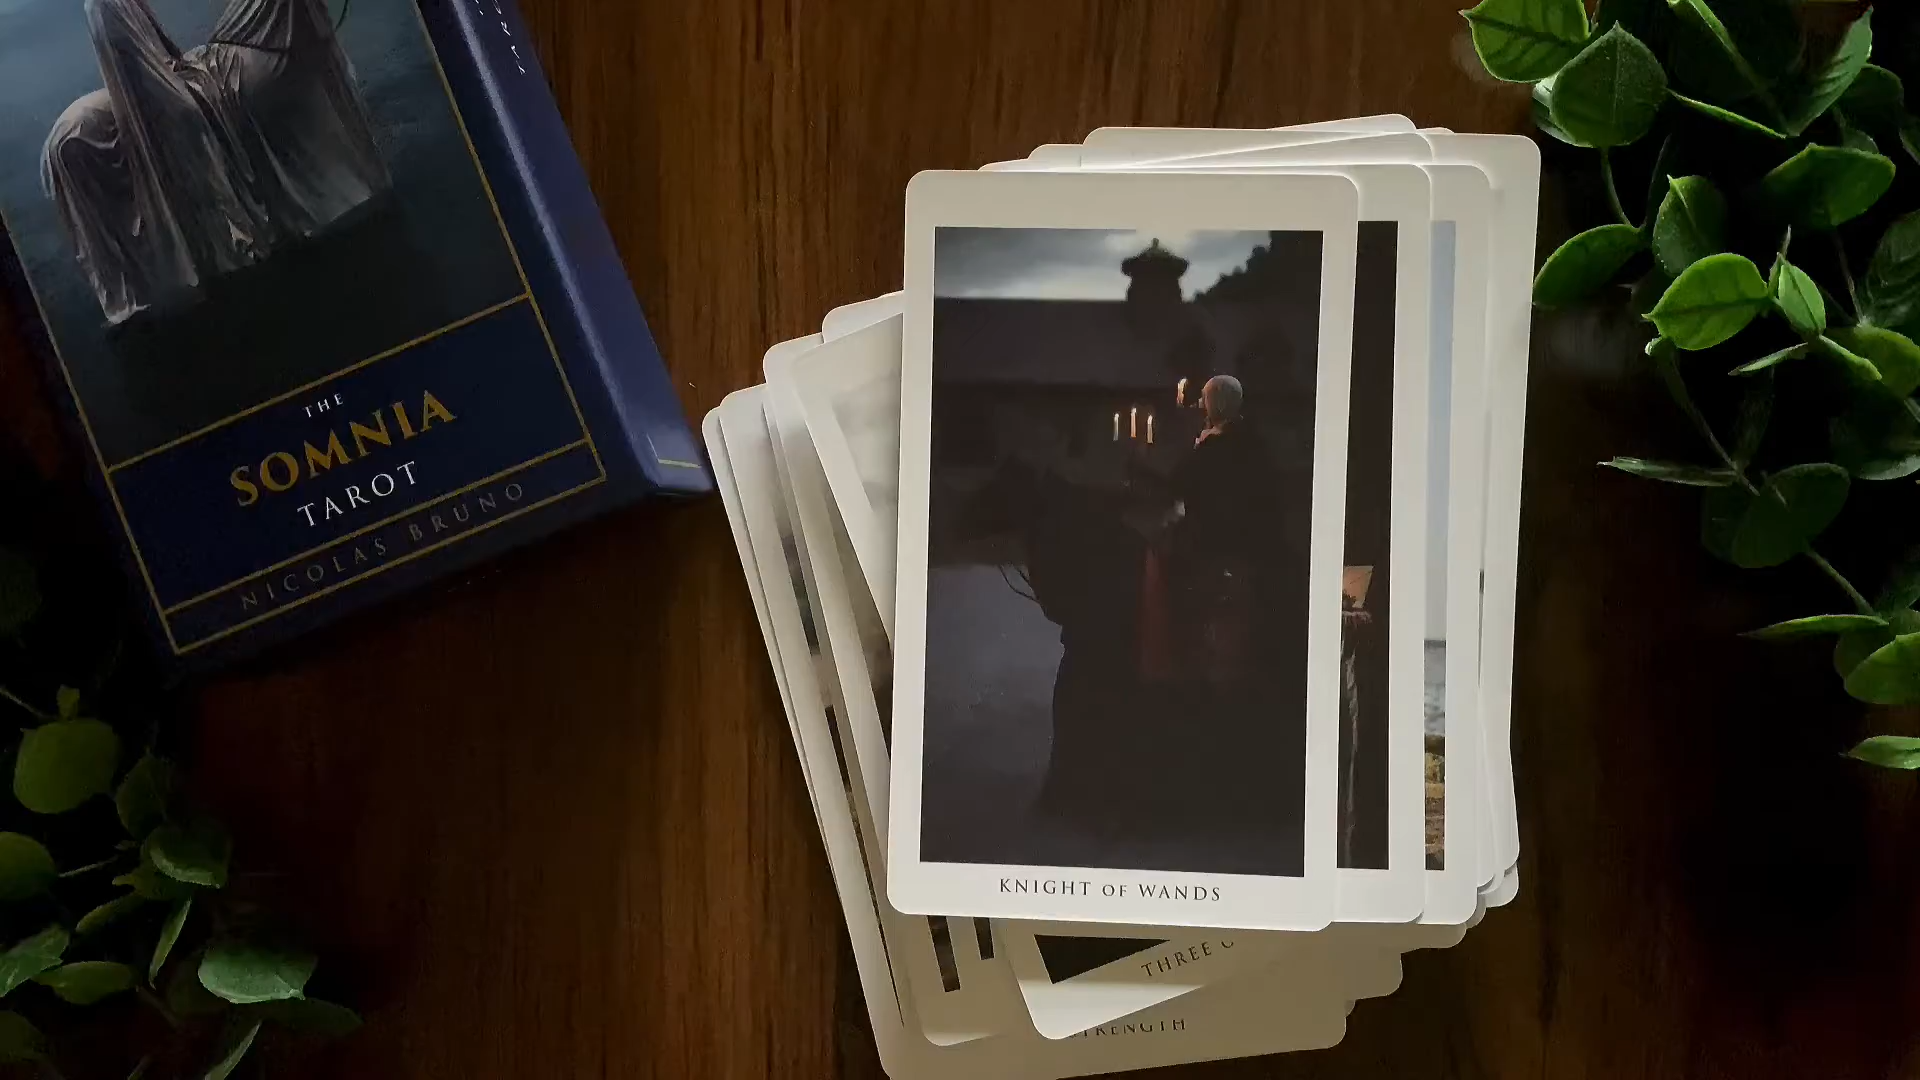 THE
SOMNIA
TAROT
NICOLAS BRUNO
KNIGHT OF WANDS
THREE
STRENGTH